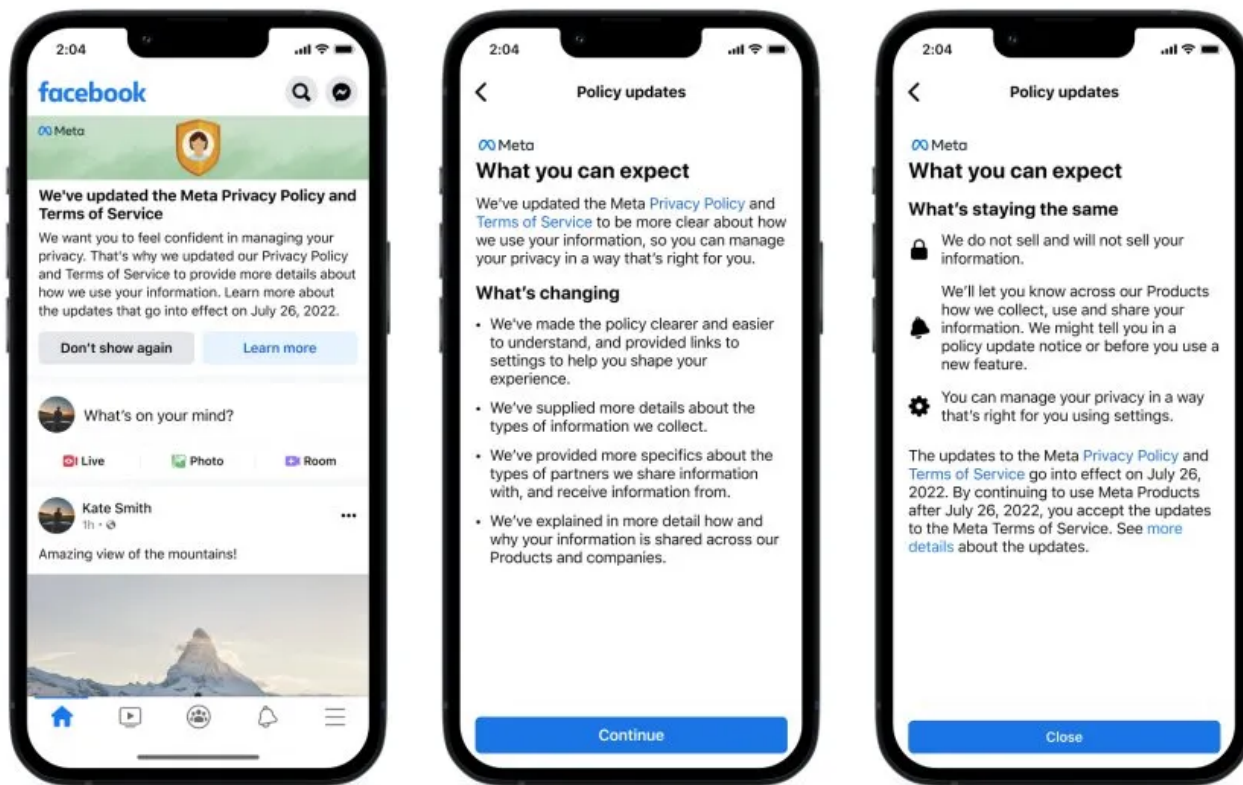 2:04
facebook
Meta
We've updated the Meta Privacy Policy and
Terms of Service
We want you to feel confident in managing your
privacy. That's why we updated our Privacy Policy
and Terms of Service to provide more details about
how we use your information. Learn more about
the updates that go into effect on July 26, 2022.
Don't show again
Learn more
What's on your mind?
Live
Photo
Room
Kate Smith
1h
Amazing view of the mountains!
2:04
Policy updates
Meta
What you can expect
We've updated the Meta Privacy Policy and
Terms of Service to be more clear about how
we use your information, so you can manage
your privacy in a way that's right for you.
What's changing
• We've made the policy clearer and easier
to understand, and provided links to
settings to help you shape your
experience.
• We've supplied more details about the
types of information we collect.
• We've provided more specifics about the
types of partners we share information
with, and receive information from.
• We've explained in more detail how and
why your information is shared across our
Products and companies.
Continue
2:04
Policy updates
Meta
What you can expect
What's staying the same
We do not sell and will not sell your
information.
We'll let you know across our Products
how we collect, use and share your
information. We might tell you in a
policy update notice or before you use a
new feature.
You can manage your privacy in a way
that's right for you using settings.
The updates to the Meta Privacy Policy and
Terms of Service go into effect on July 26,
2022. By continuing to use Meta Products
after July 26, 2022, you accept the updates
to the Meta Terms of Service. See more
details about the updates.
Close